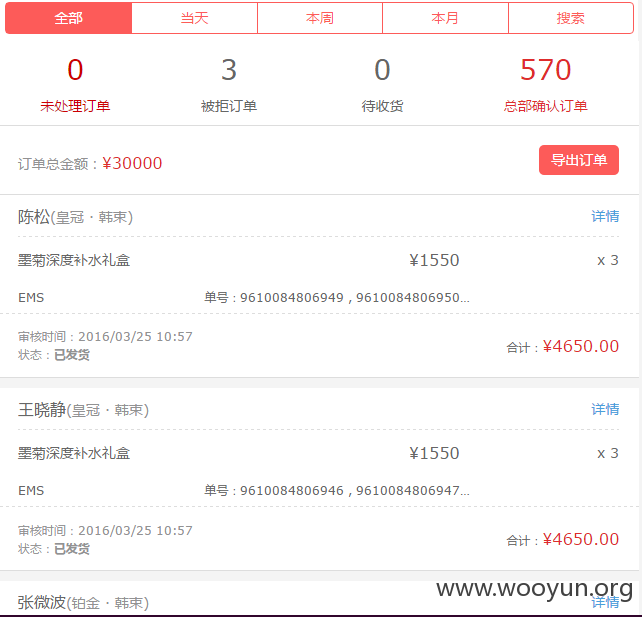 全部 当天 本周 本月 搜索
0 3 0 570
未处理订单 被拒订单 待收货 总部确认订单
订单总金额：¥30000 导出订单
陈松(皇冠 · 韩束) 详情
墨菊深度补水礼盒 ¥1550 x 3
EMS 单号：9610084806949，9610084806950...
审核时间：2016/03/25 10:57
状态：已发货 合计：¥4650.00
王晓静(皇冠 · 韩束) 详情
墨菊深度补水礼盒 ¥1550 x 3
EMS 单号：9610084806946，9610084806947...
审核时间：2016/03/25 10:57
状态：已发货 合计：¥4650.00
www.wooyun.org
张微波(铂金 · 韩束) 详情